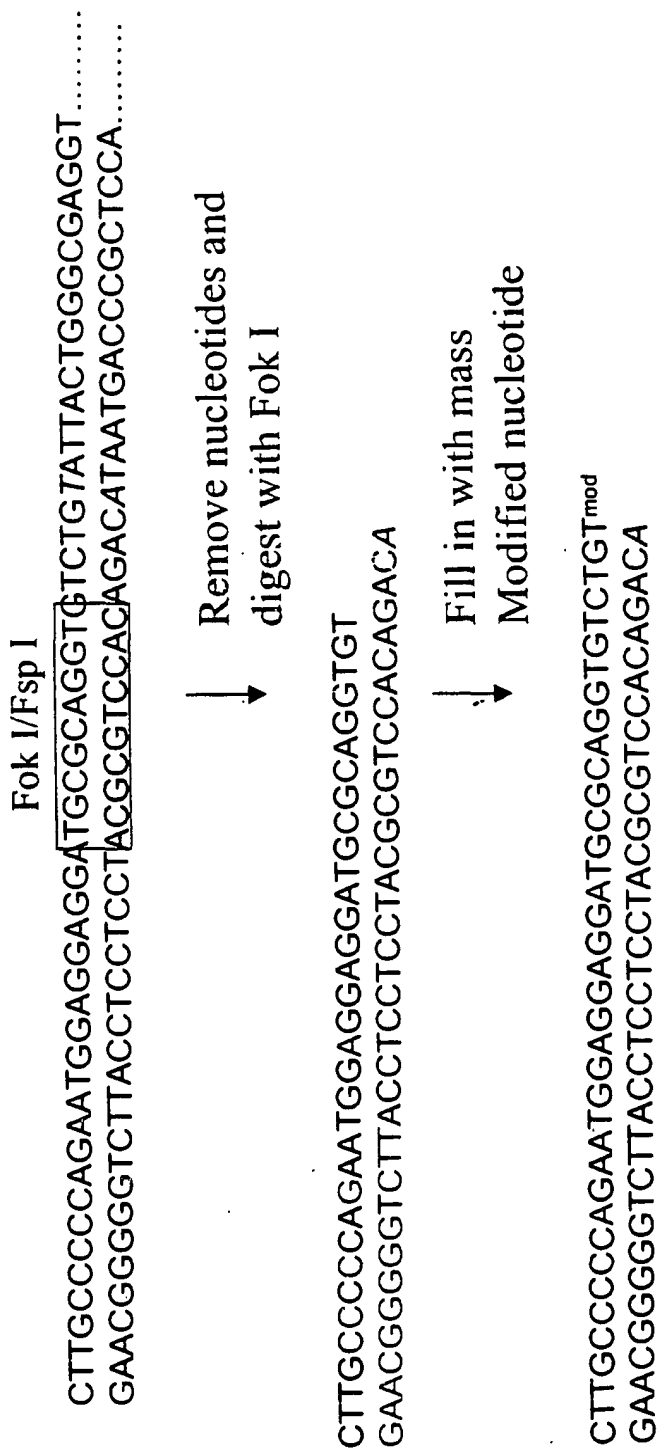 Fok I/Fsp I
CTTGCCCCCAGAATGGAGGAGGATGCGCAGGTGTCTGTATTACTGGGCGAGGT.........
GAACGGGGGTCTTACCTCCTCCTACGCGTCCACAGACATAATGACCCGCTCCA.........
Remove nucleotides and
digest with Fok I
CTTGCCCCCAGAATGGAGGAGGATGCGCAGGTGT
GAACGGGGGTCTTACCTCCTCCTACGCGTCCACAGACA
Fill in with mass
Modified nucleotide
CTTGCCCCCAGAATGGAGGAGGATGCGCAGGTGTCTGTmod
GAACGGGGGTCTTACCTCCTCCTACGCGTCCACAGACA